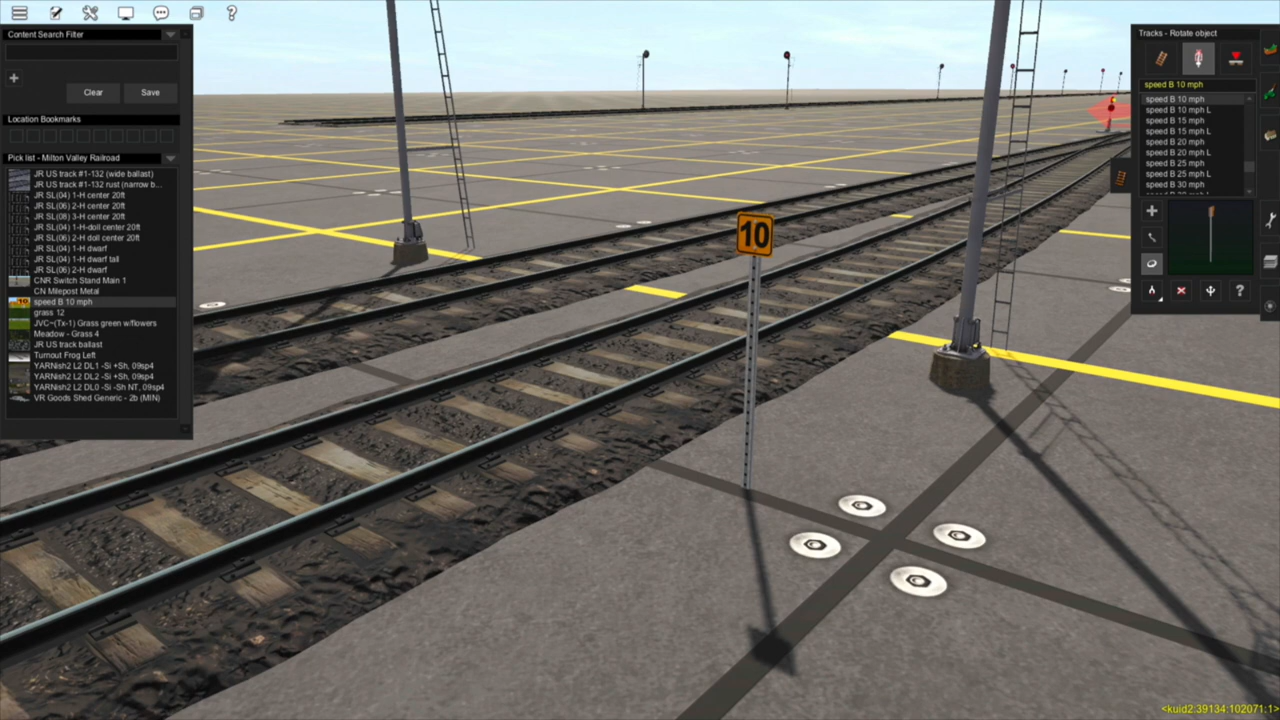 Content Search Filter
Clear
Save
Location Bookmarks
Pick list - Milton Valley Railroad
JR US track #1-132 (wide ballast)
JR US track #1-132 rust (narrow b...
JR SL(04) 1-H center 20ft
JR SL(06) 2-H center 20ft
JR SL(08) 3-H center 20ft
JR SL(04) 1-H-doll center 20ft
JR SL(06) 2-H doll center 20ft
JR SL(04) 1-H dwarf
JR SL(04) 1-H dwarf tall
JR SL(06) 2-H dwarf
CNR Switch Stand Main 1
CN Milepost Metal
speed B 10 mph
grass 12
JVC~(Tx-1) Grass green w/flowers
Meadow - Grass 4
JR US track ballast
Turnout Frog Left
YARNish2 L2 DL1 -Si +Sh, 09sp4
YARNish2 L2 DL2 -Si +Sh, 09sp4
YARNish2 L2 DL0 -Si -Sh NT, 09sp4
VR Goods Shed Generic - 2b (MIN)
10
Tracks - Rotate object
speed B 10 mph
speed B 10 mph
speed B 10 mph L
speed B 15 mph
speed B 15 mph L
speed B 20 mph
speed B 20 mph L
speed B 25 mph
speed B 25 mph L
speed B 30 mph
<kuid2:39134:102071:1>